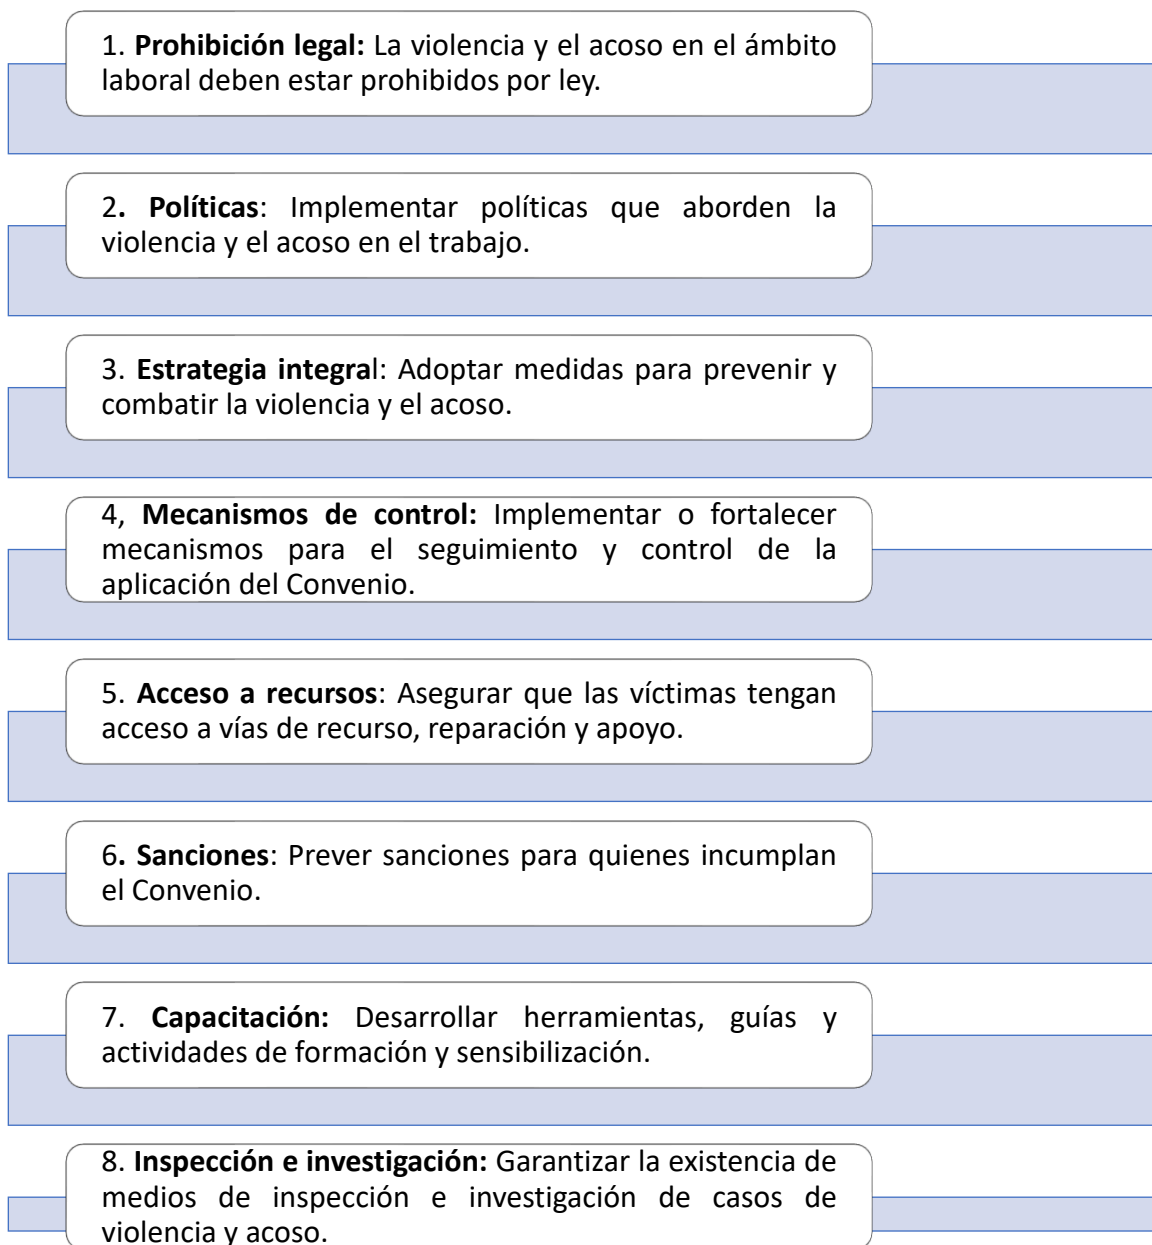 1. Prohibición legal: La violencia y el acoso en el ámbito
laboral deben estar prohibidos por ley.
2. Políticas: Implementar políticas que aborden la
violencia y el acoso en el trabajo.
3. Estrategia integral: Adoptar medidas para prevenir y
combatir la violencia y el acoso.
4, Mecanismos de control: Implementar o fortalecer
mecanismos para el seguimiento y control de la
aplicación del Convenio.
5. Acceso a recursos: Asegurar que las víctimas tengan
acceso a vías de recurso, reparación y apoyo.
6. Sanciones: Prever sanciones para quienes incumplan
el Convenio.
7. Capacitación: Desarrollar herramientas, guías y
actividades de formación y sensibilización.
8. Inspección e investigación: Garantizar la existencia de
medios de inspección e investigación de casos de
violencia y acoso.